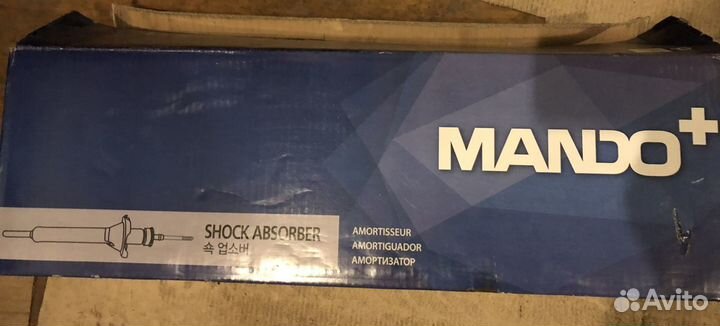 MANDO+
SHOCK ABSORBER
쇽 업소버
AMORTISSEUR
AMORTIGUADOR
АМОРТИЗАТОР
Avito